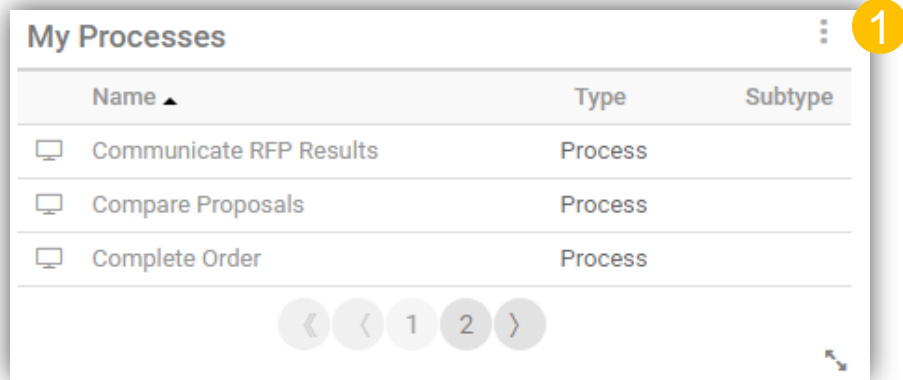 My Processes
1
Name Type Subtype
Communicate RFP Results Process
Compare Proposals Process
Complete Order Process
1 2